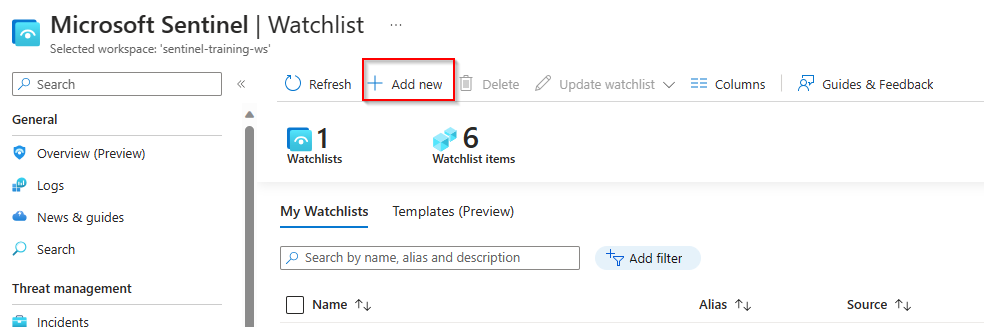 Microsoft Sentinel | Watchlist ...
Selected workspace: 'sentinel-training-ws'
Search
«
Refresh
Add new
Delete
Update watchlist
Columns
Guides & Feedback
General
Overview (Preview)
Logs
News & guides
Search
Threat management
Incidents
1
Watchlists
6
Watchlist items
My Watchlists
Templates (Preview)
Search by name, alias and description
Add filter
Name ↑↓
Alias ↑↓
Source ↑↓